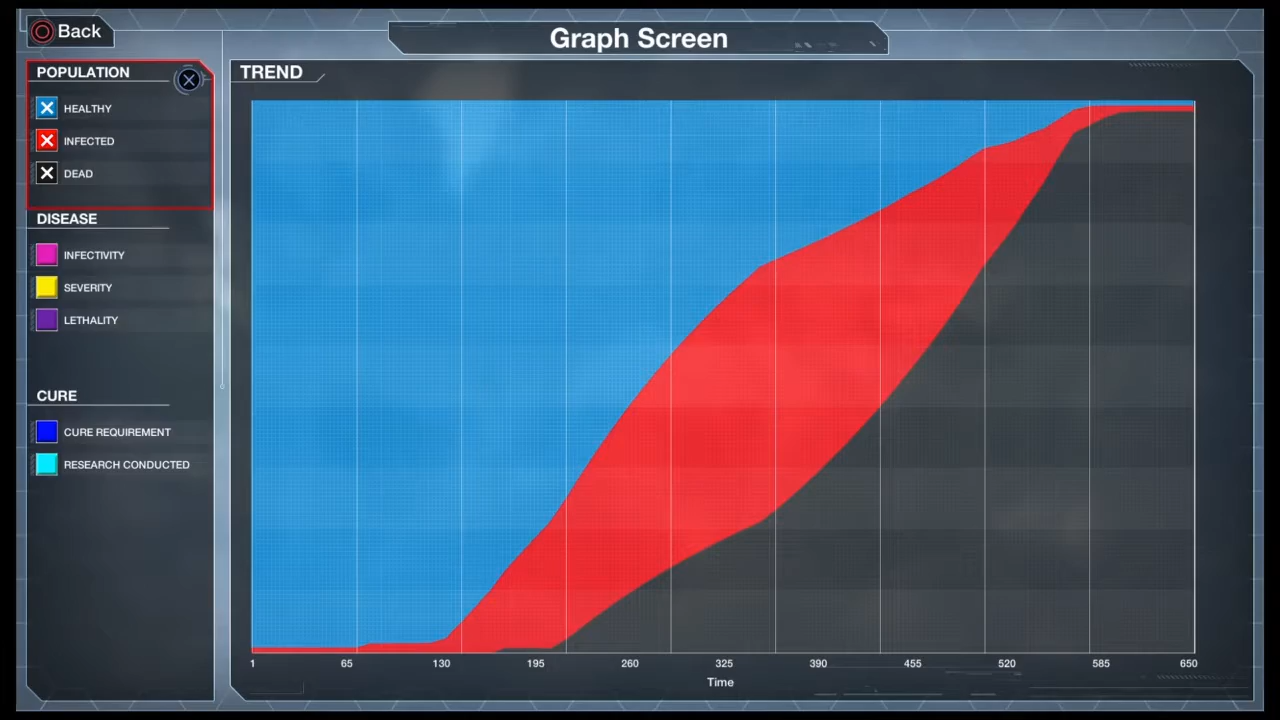 Back
Graph Screen
POPULATION
HEALTHY
INFECTED
DEAD
DISEASE
INFECTIVITY
SEVERITY
LETHALITY
CURE
CURE REQUIREMENT
RESEARCH CONDUCTED
TREND
1 65 130 195 260 325 390 455 520 585 650
Time